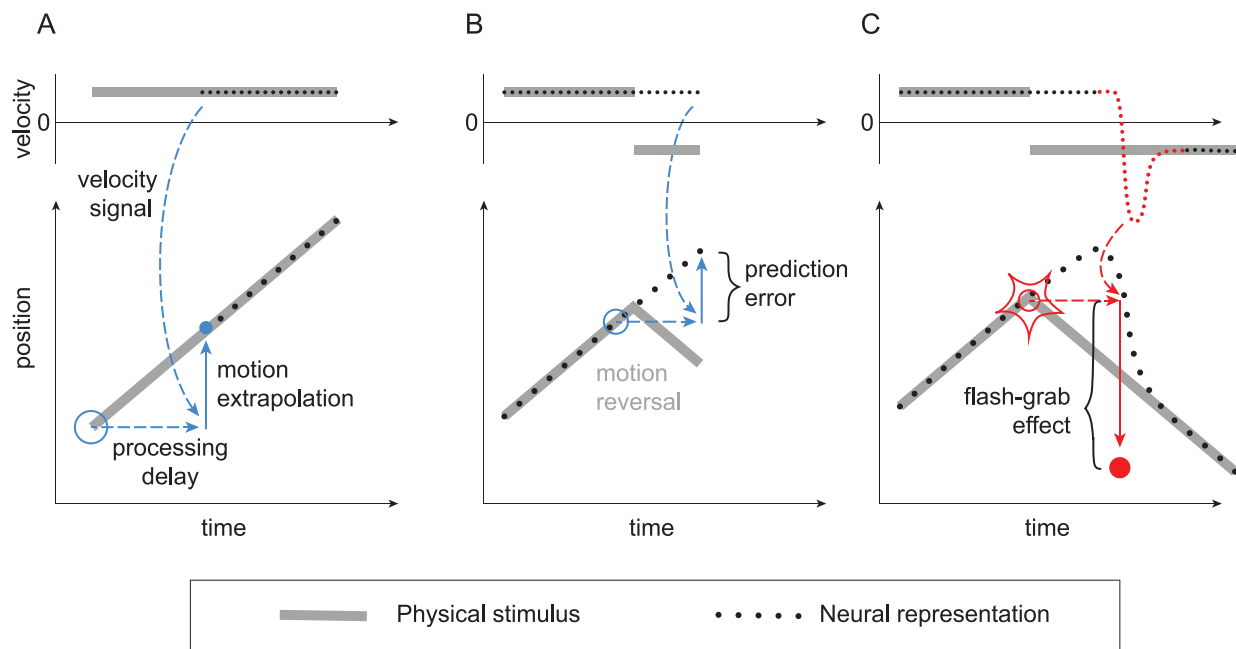 A
B
C
velocity
0
velocity
signal
position
motion
extrapolation
processing
delay
time
0
prediction
error
motion
reversal
time
0
flash-grab
effect
time
Physical stimulus
Neural representation